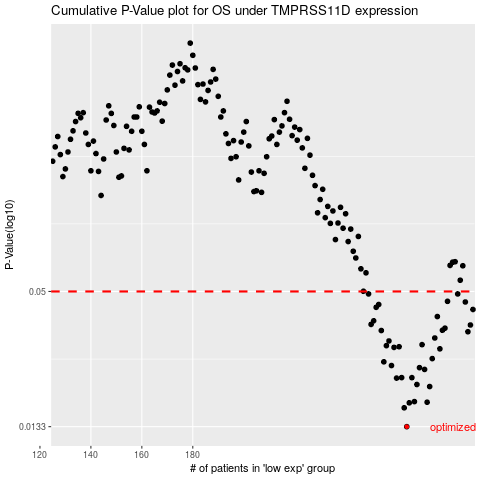 Cumulative P-Value plot for OS under TMPRSS11D expression
P-Value(log10)
0.05
0.0133
optimized
120 140 160 180
# of patients in 'low exp' group